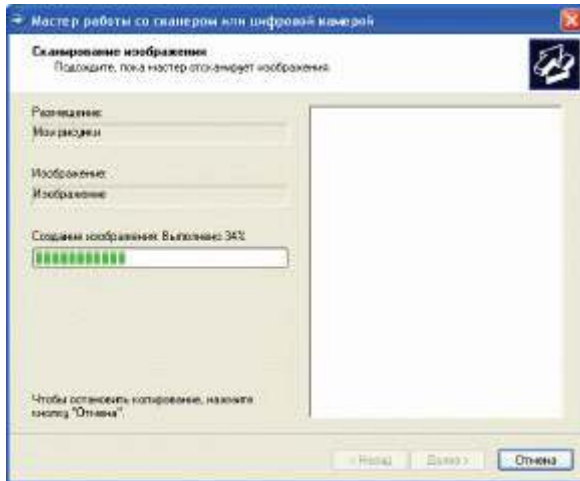 Мастер работы со сканером или цифровой камерой
Сканирование изображения
Подождите, пока мастер отсканирует изображения.
Размещение:
Мои рисунки
Изображение:
Изображение
Создание изображения: Выполнено 34%
Чтобы остановить копирование, нажмите
кнопку "Отмена".
< Назад
Далее >
Отмена